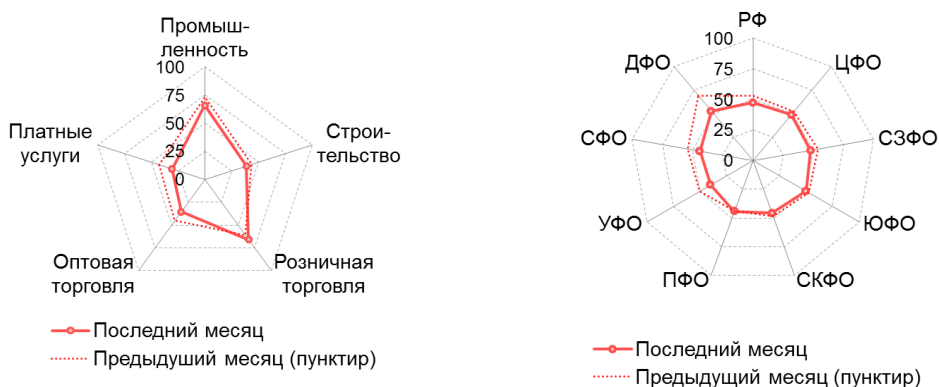 Промыш-
ленность
100
75
50
25
0
Платные
услуги
Строи-
тельство
Оптовая
торговля
Розничная
торговля
Последний месяц
Предыдуший месяц (пунктир)
РФ
100
75
50
25
0
ДФО
ЦФО
СФО
СЗФО
УФО
ЮФО
ПФО
СКФО
Последний месяц
Предыдущий месяц (пунктир)